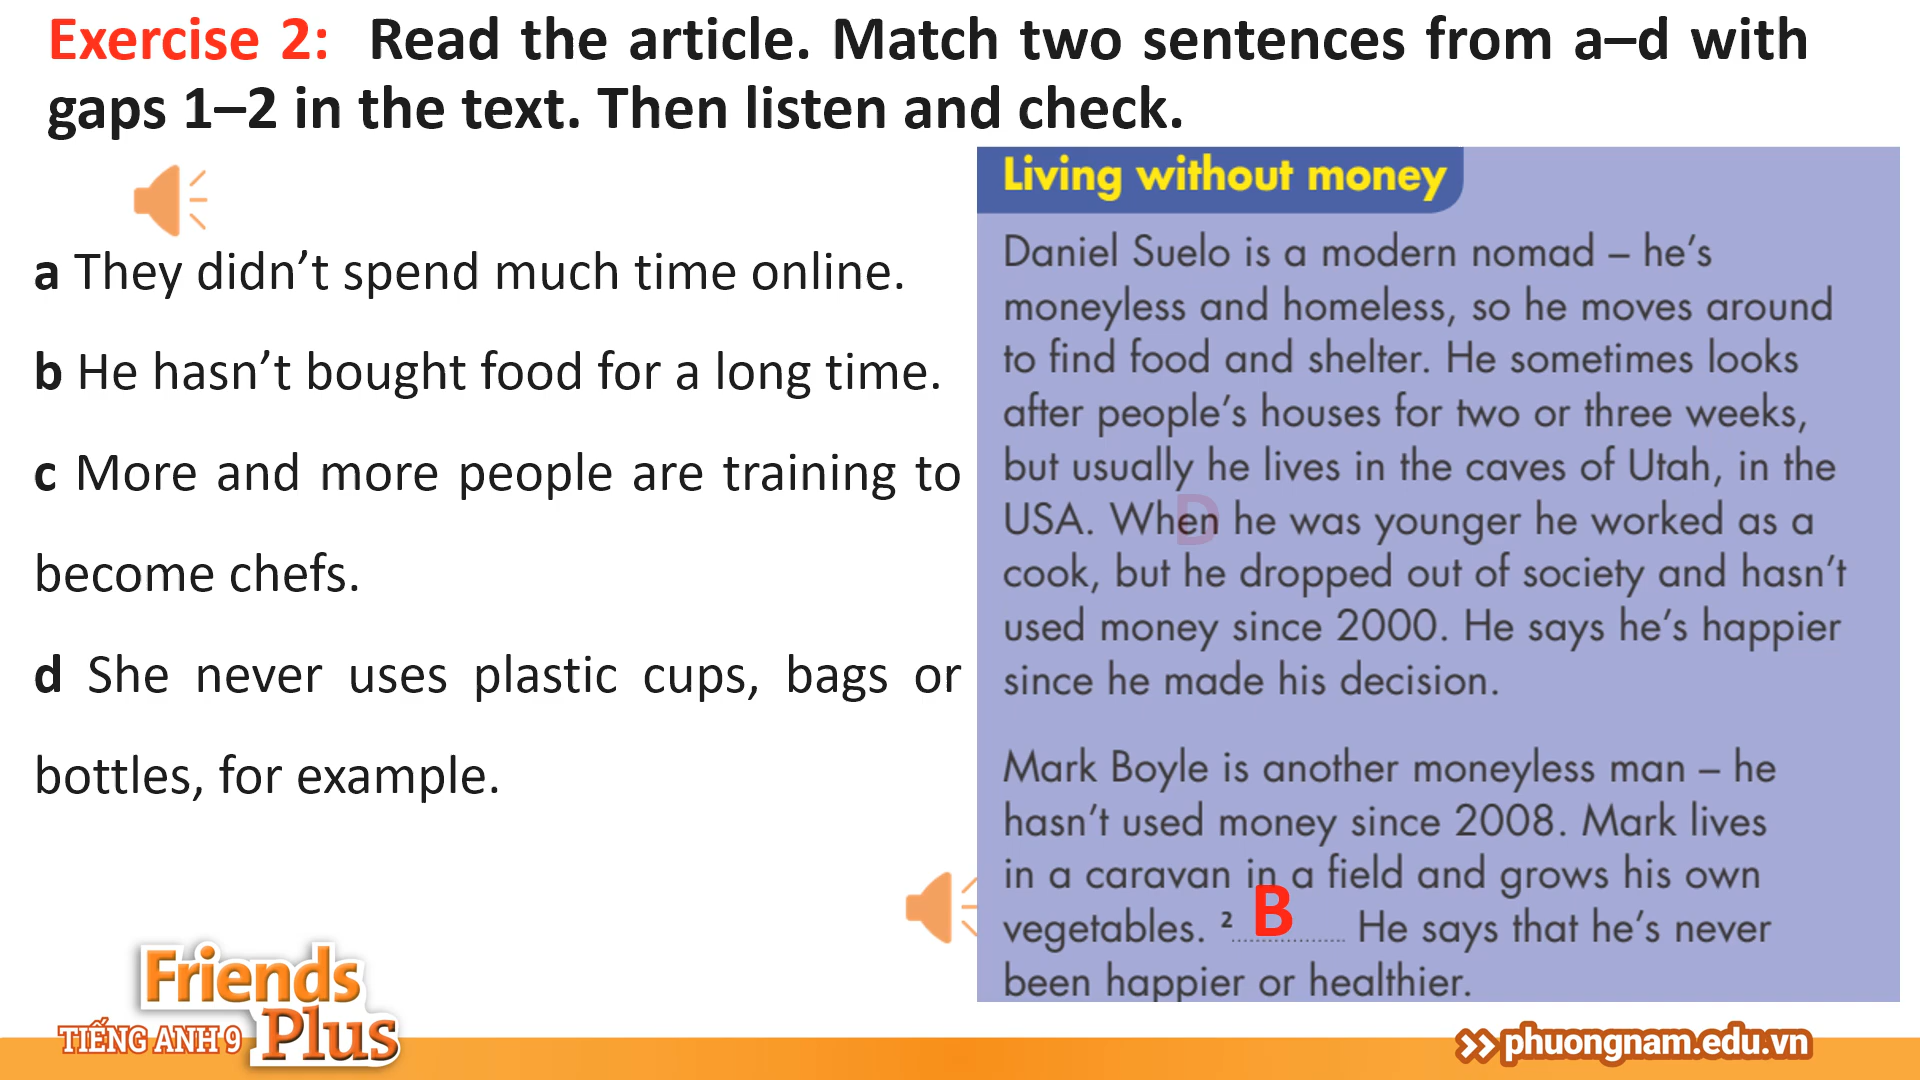 Exercise 2: Read the article. Match two sentences from a–d with
gaps 1–2 in the text. Then listen and check.
a They didn’t spend much time online.
b He hasn’t bought food for a long time.
c More and more people are training to
become chefs.
d She never uses plastic cups, bags or
bottles, for example.
Living without money
Daniel Suelo is a modern nomad – he’s
moneyless and homeless, so he moves around
to find food and shelter. He sometimes looks
after people’s houses for two or three weeks,
but usually he lives in the caves of Utah, in the
USA. When he was younger he worked as a
D
cook, but he dropped out of society and hasn’t
used money since 2000. He says he’s happier
since he made his decision.
Mark Boyle is another moneyless man – he
hasn’t used money since 2008. Mark lives
in a caravan in a field and grows his own
vegetables. ² B He says that he’s never
been happier or healthier.
Friends
Plus
TIẾNG ANH 9
phuongnam.edu.vn